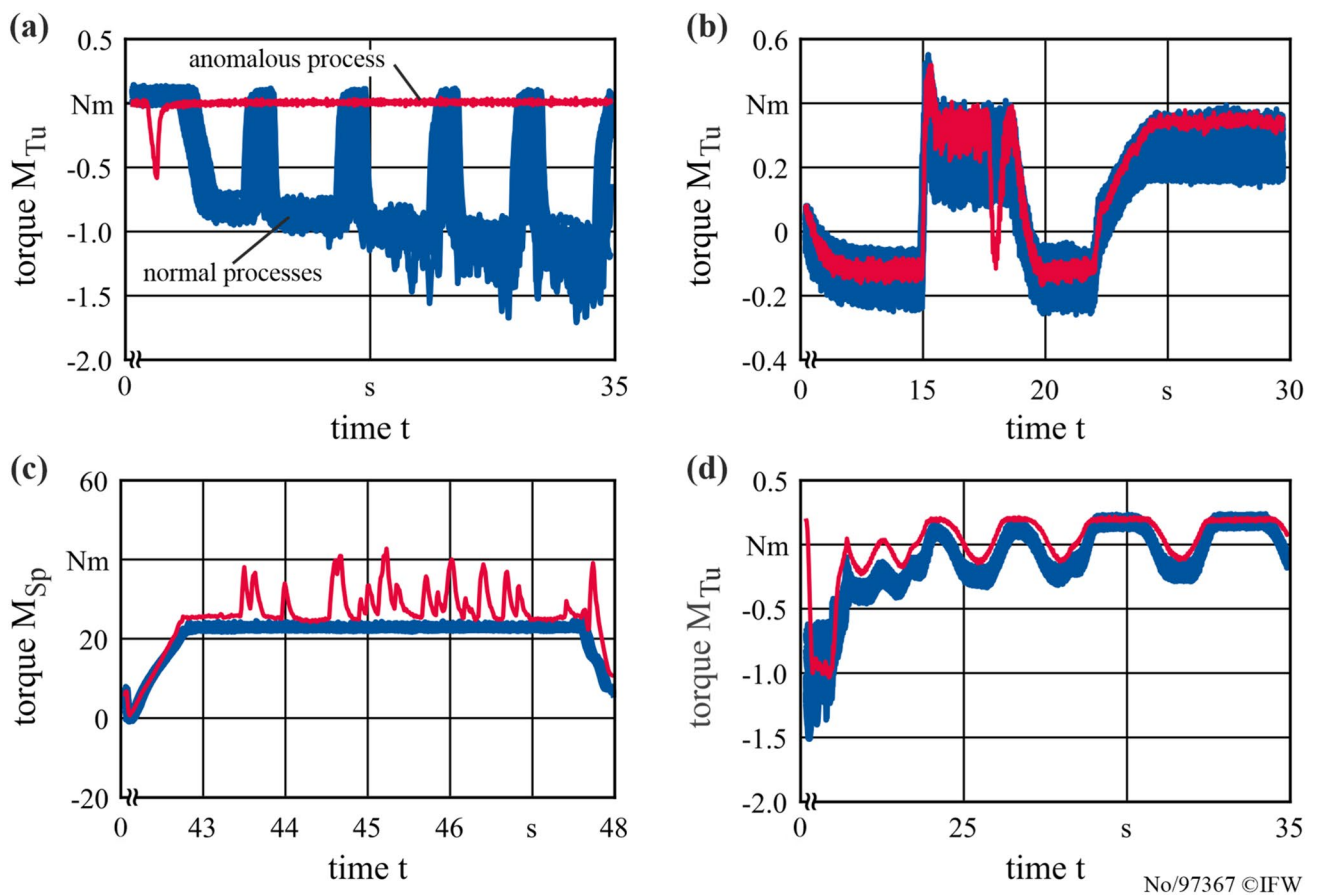 (a)
0.5
Nm
-0.5
-1.0
-1.5
-2.0
torque M_Tu
anomalous process
normal processes
0 s 35
time t
(b)
0.6
Nm
0.2
0
-0.2
-0.4
torque M_Tu
0 15 20 s 30
time t
(c)
60
Nm
20
0
-20
torque M_Sp
0 43 44 45 46 s 48
time t
(d)
0.5
Nm
-0.5
-1.0
-1.5
-2.0
torque M_Tu
0 25 s 35
time t
No/97367 ©IFW